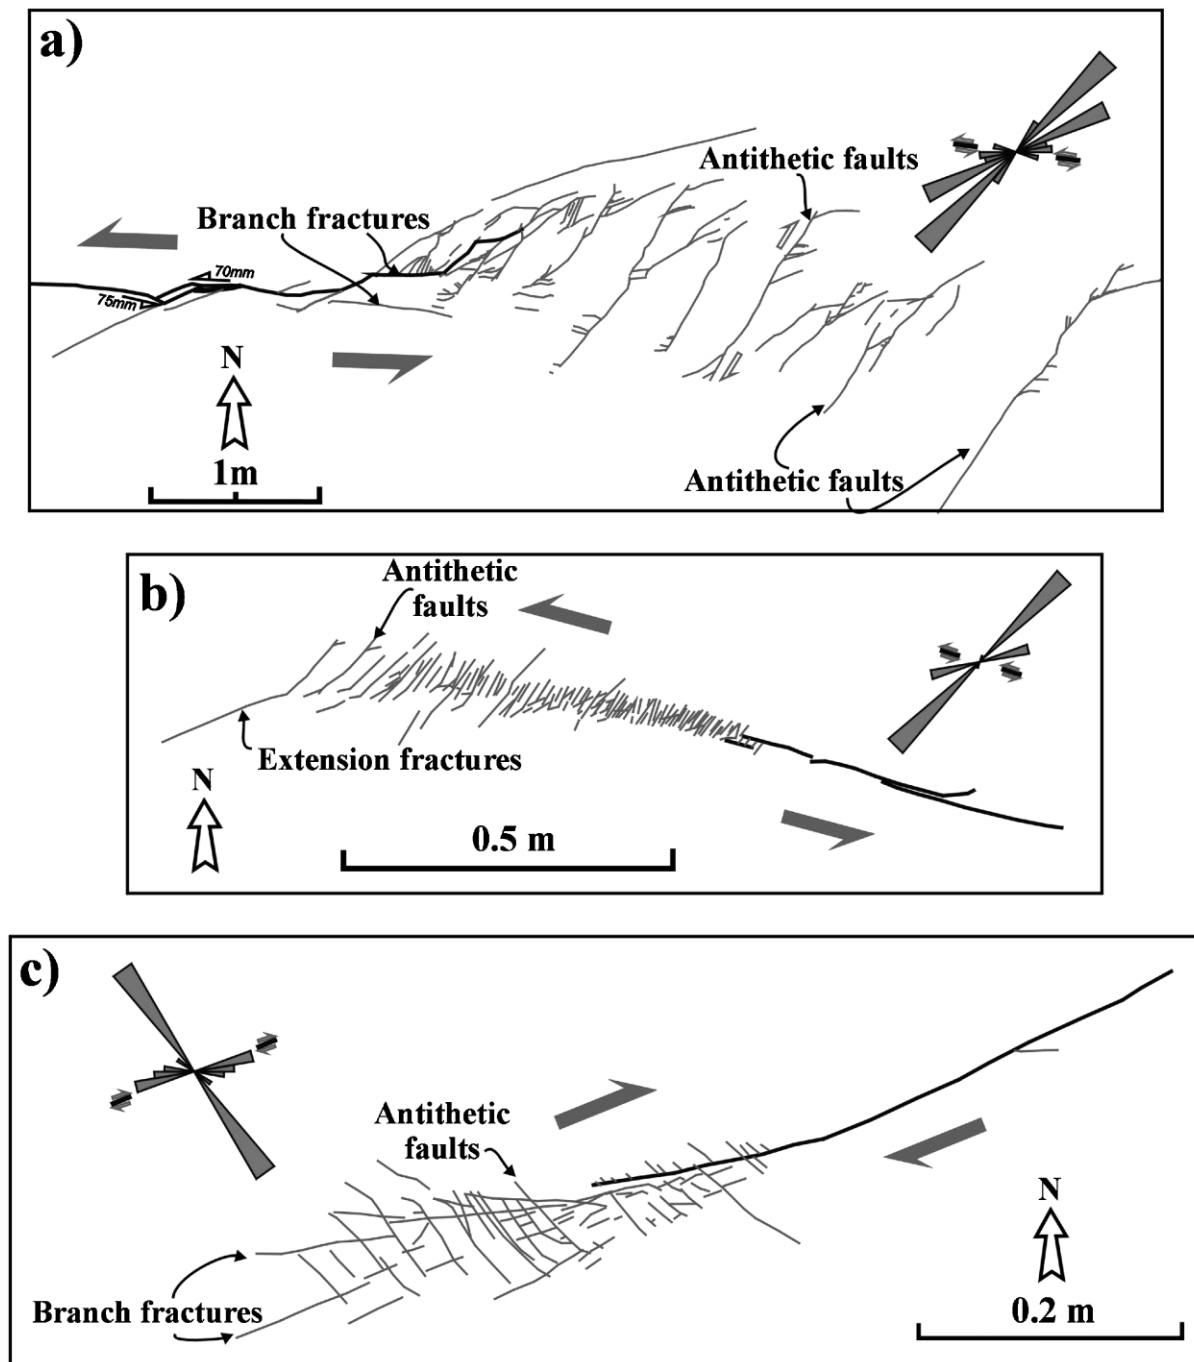 a)
Antithetic faults
Branch fractures
70mm
75mm
N
1m
Antithetic faults
b)
Antithetic
faults
Extension fractures
N
0.5 m
c)
Antithetic
faults
N
Branch fractures
0.2 m